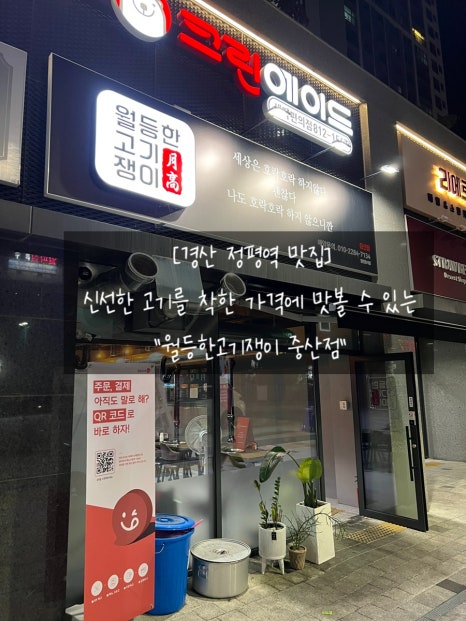 크린에이드
월등한
고기
쟁이
月高
세상은 호락호락 하지않다
괜찮다
나도 호락호락 하지 않으니깐
[경산 정평역 맛집]
신선한 고기를 착한 가격에 맛볼 수 있는
"월등한고기쟁이 중산점"
주문, 결제
아직도 말로 해?
QR 코드로
바로 하자!